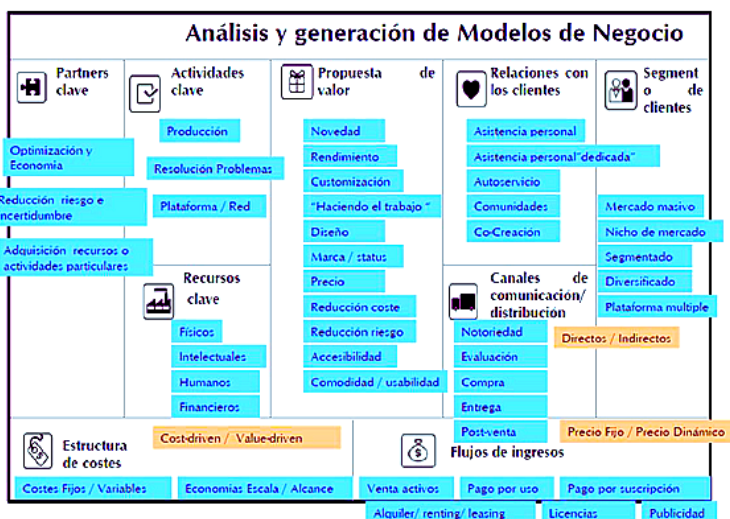 Análisis y generación de Modelos de Negocio
Partners
clave
Optimización y
Economia
Reducción riesgo e
ncertidumbre
Adquisición recursos o
actividades particulares
Actividades
clave
Producción
Resolución Problemas
Plataforma / Red
Recursos
clave
Físicos
Intelectuales
Humanos
Financieros
Propuesta de
valor
Novedad
Rendimiento
Customización
"Haciendo el trabajo "
Diseño
Marca / status
Precio
Reducción coste
Reducción riesgo
Accesibilidad
Comodidad / usabilidad
Relaciones con
los clientes
Asistencia personal
Asistencia personal"dedicada"
Autoservicio
Comunidades
Co-Creación
Canales de
comunicación/
distribución
Notoriedad
Directos / Indirectos
Evaluación
Compra
Entrega
Post-venta
Segment
o de
clientes
Mercado masivo
Nicho de mercado
Segmentado
Diversificado
Plataforma multiple
Estructura
de costes
Cost-driven / Value-driven
Costes Fijos / Variables
Economias Escala / Alcance
Flujos de ingresos
Precio Fijo / Precio Dinámico
Venta activos
Pago por uso
Pago por suscripción
Alquiler/ renting/ leasing
Licencias
Publicidad